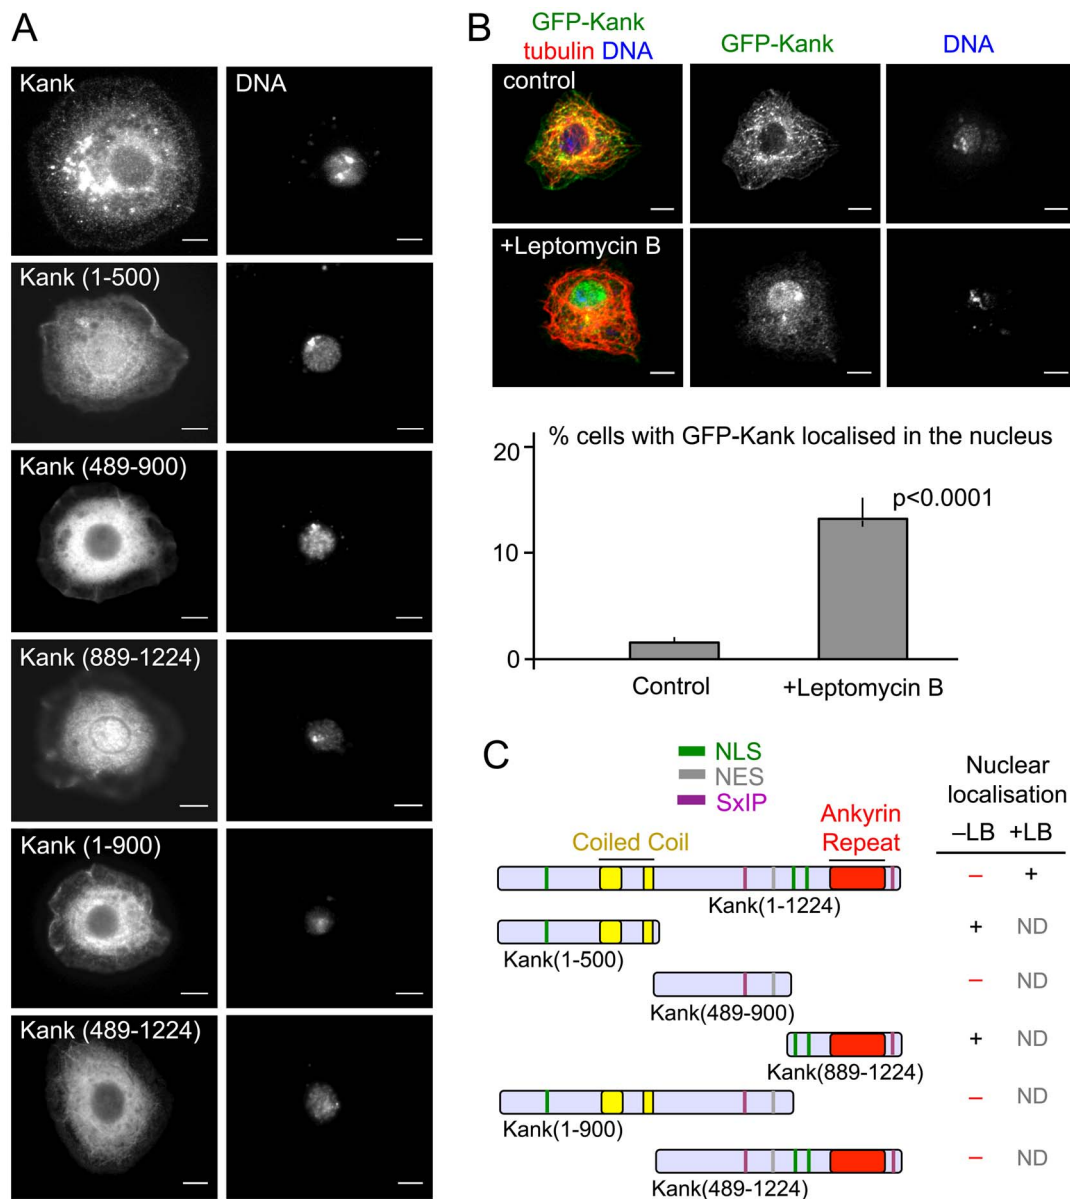 A
Kank
DNA
Kank (1-500)
Kank (489-900)
Kank (889-1224)
Kank (1-900)
Kank (489-1224)
B
GFP-Kank
tubulin DNA
GFP-Kank
DNA
control
+Leptomycin B
% cells with GFP-Kank localised in the nucleus
20
10
0
p<0.0001
Control
+Leptomycin B
C
NLS
NES
SxIP
Coiled Coil
Ankyrin
Repeat
Nuclear
localisation
–LB +LB
Kank(1-1224)
– +
Kank(1-500)
+ ND
Kank(489-900)
– ND
Kank(889-1224)
+ ND
Kank(1-900)
– ND
Kank(489-1224)
– ND